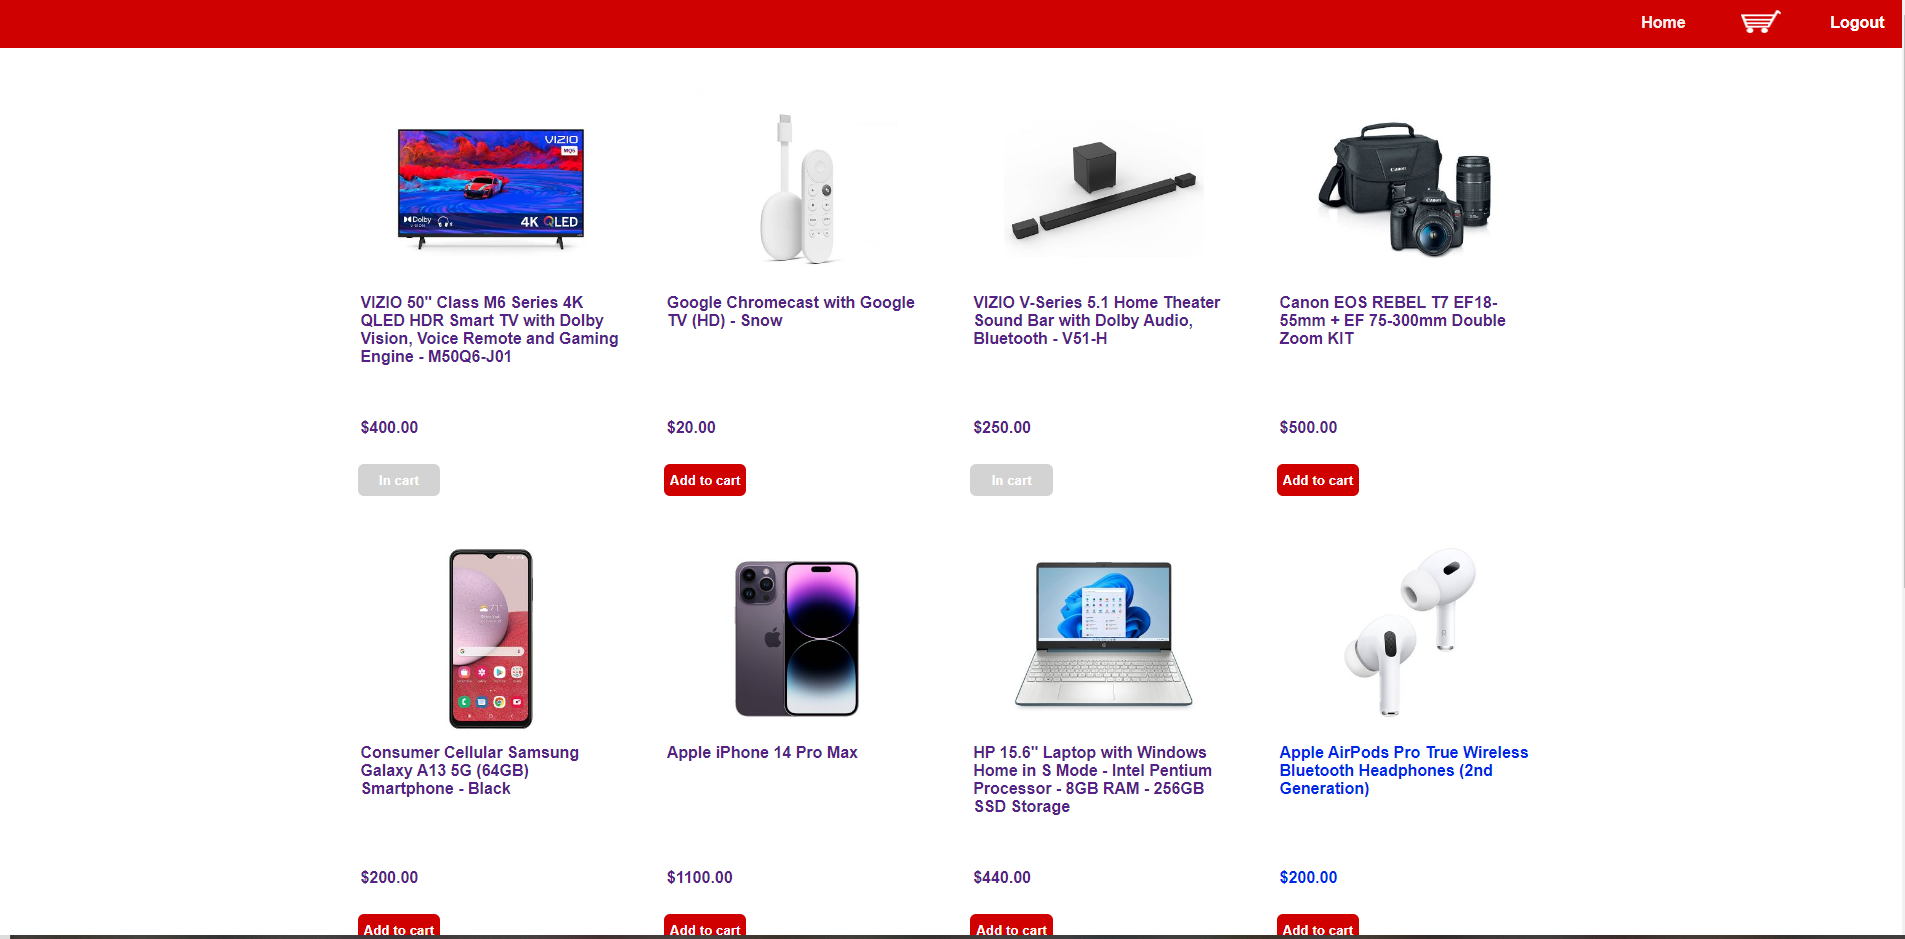 Home
Logout
VIZIO
MQ6
Dolby
VISION
4K QLED
Canon
Canon
VIZIO 50" Class M6 Series 4K
QLED HDR Smart TV with Dolby
Vision, Voice Remote and Gaming
Engine - M50Q6-J01
Google Chromecast with Google
TV (HD) - Snow
VIZIO V-Series 5.1 Home Theater
Sound Bar with Dolby Audio,
Bluetooth - V51-H
Canon EOS REBEL T7 EF18-
55mm + EF 75-300mm Double
Zoom KIT
$400.00
$20.00
$250.00
$500.00
In cart
Add to cart
In cart
Add to cart
Consumer Cellular Samsung
Galaxy A13 5G (64GB)
Smartphone - Black
Apple iPhone 14 Pro Max
HP 15.6" Laptop with Windows
Home in S Mode - Intel Pentium
Processor - 8GB RAM - 256GB
SSD Storage
Apple AirPods Pro True Wireless
Bluetooth Headphones (2nd
Generation)
$200.00
$1100.00
$440.00
$200.00
Add to cart
Add to cart
Add to cart
Add to cart